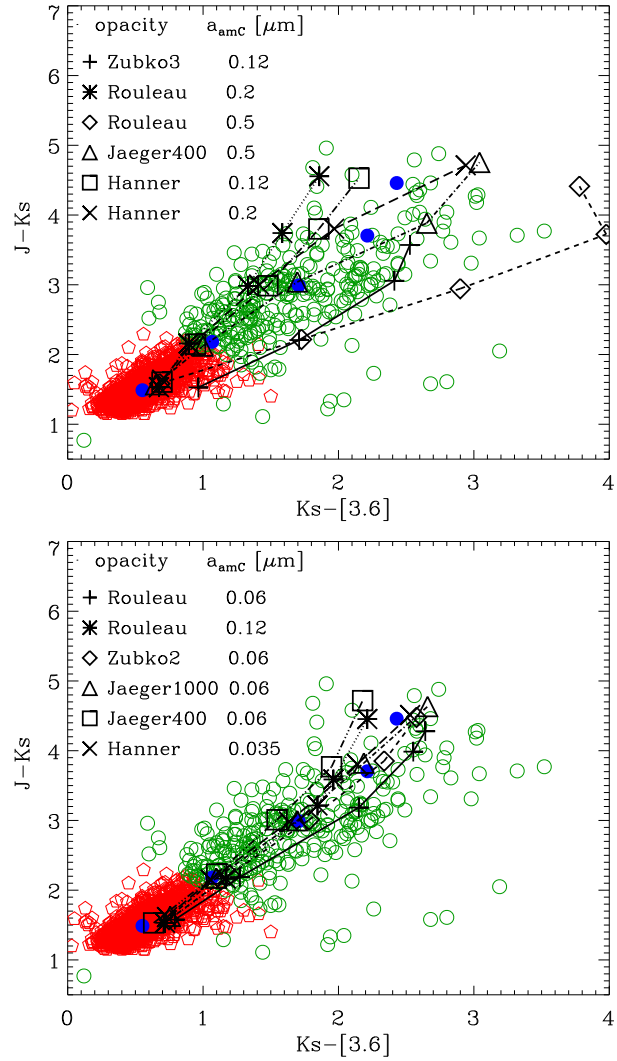 opacity a_amC [μm]
Zubko3 0.12
Rouleau 0.2
Rouleau 0.5
Jaeger400 0.5
Hanner 0.12
Hanner 0.2
7
6
5
4
3
2
1
J−Ks
0 1 2 3 4
Ks−[3.6]
opacity a_amC [μm]
Rouleau 0.06
Rouleau 0.12
Zubko2 0.06
Jaeger1000 0.06
Jaeger400 0.06
Hanner 0.035
7
6
5
4
3
2
1
J−Ks
0 1 2 3 4
Ks−[3.6]